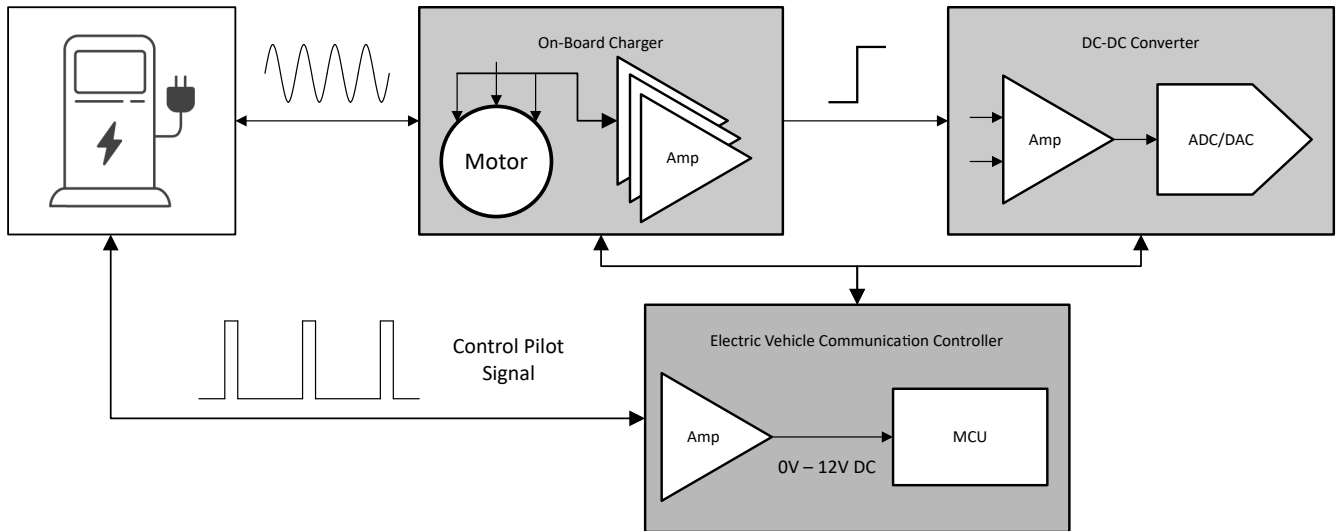 On-Board Charger
DC-DC Converter
Motor
Amp
Amp
ADC/DAC
Control Pilot
Signal
Electric Vehicle Communication Controller
Amp
MCU
0V – 12V DC